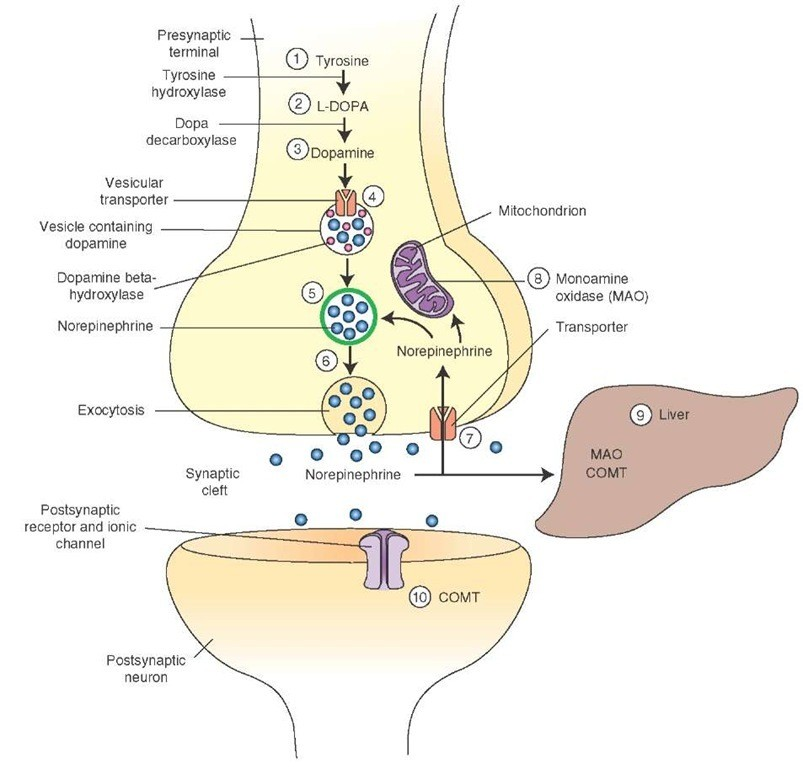 Presynaptic
terminal
1 Tyrosine
Tyrosine
hydroxylase
2 L-DOPA
Dopa
decarboxylase
3 Dopamine
Vesicular
transporter
4
Vesicle containing
dopamine
Mitochondrion
Dopamine beta-
hydroxylase
5
8 Monoamine
oxidase (MAO)
Norepinephrine
Transporter
Norepinephrine
6
Exocytosis
7
9 Liver
MAO
COMT
Synaptic
cleft
Norepinephrine
Postsynaptic
receptor and ionic
channel
10 COMT
Postsynaptic
neuron